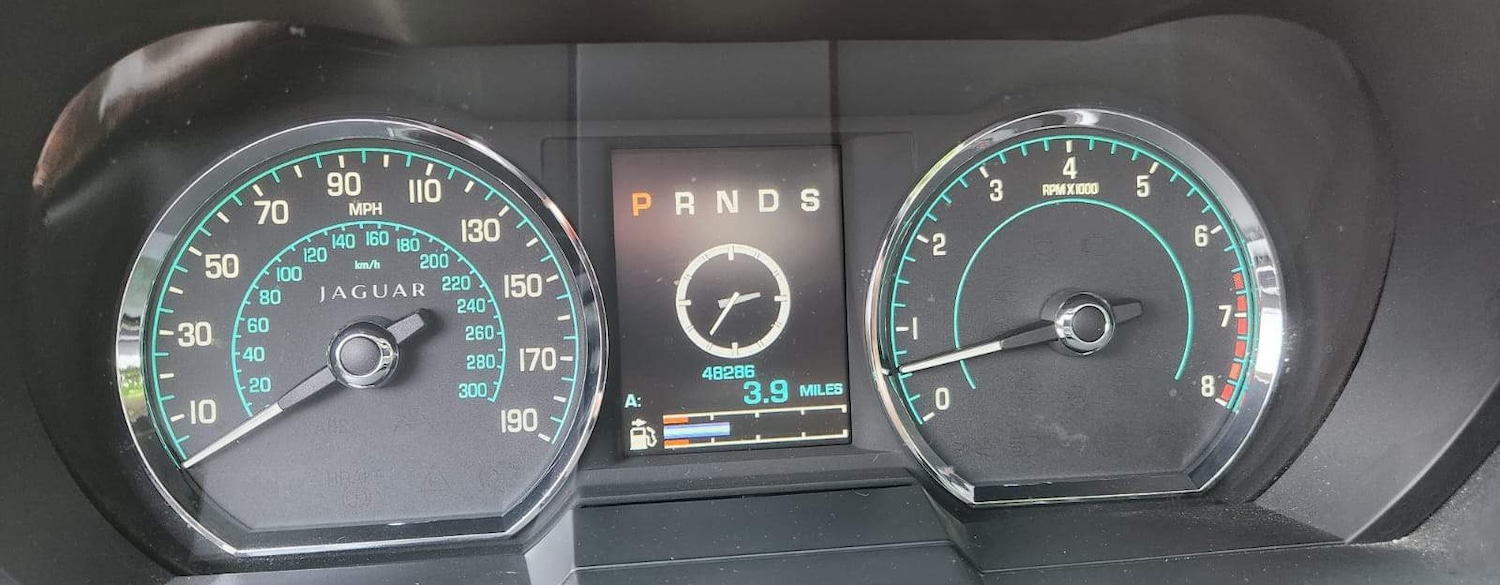 10 30 50 70 90 110 130 150 170 190
MPH
20 40 60 80 100 120 140 160 180 200 220 240 260 280 300
km/h
JAGUAR
P R N D S
48286
A: 3.9 MILES
0 1 2 3 4 5 6 7 8
RPM X 1000
BRAKE